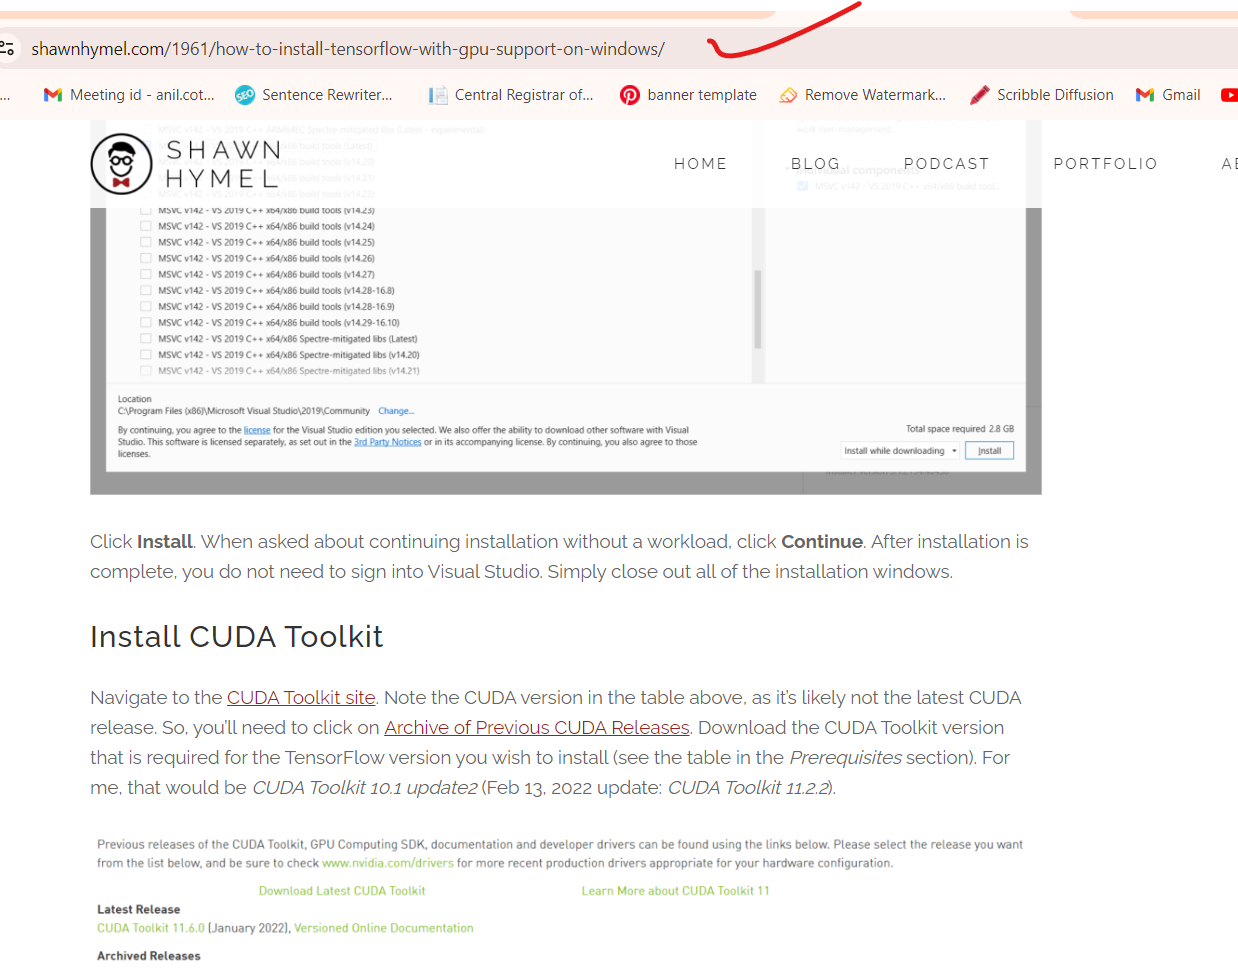 shawnhymel.com/1961/how-to-install-tensorflow-with-gpu-support-on-windows/
... Meeting id - anil.cot... Sentence Rewriter... Central Registrar of... banner template Remove Watermark... Scribble Diffusion Gmail
SHAWN HYMEL
HOME BLOG PODCAST PORTFOLIO
Individual components
MSVC v142 - VS 2019 C++ x64/x86 build tool...
MSVC v142 - VS 2019 C++ ARM64EC Spectre-mitigated libs (Latest - experimental)
MSVC v142 - VS 2019 C++ x64/x86 build tools (v14.23)
MSVC v142 - VS 2019 C++ x64/x86 build tools (v14.24)
MSVC v142 - VS 2019 C++ x64/x86 build tools (v14.25)
MSVC v142 - VS 2019 C++ x64/x86 build tools (v14.26)
MSVC v142 - VS 2019 C++ x64/x86 build tools (v14.27)
MSVC v142 - VS 2019 C++ x64/x86 build tools (v14.28-16.8)
MSVC v142 - VS 2019 C++ x64/x86 build tools (v14.28-16.9)
MSVC v142 - VS 2019 C++ x64/x86 build tools (v14.29-16.10)
MSVC v142 - VS 2019 C++ x64/x86 Spectre-mitigated libs (Latest)
MSVC v142 - VS 2019 C++ x64/x86 Spectre-mitigated libs (v14.20)
MSVC v142 - VS 2019 C++ x64/x86 Spectre-mitigated libs (v14.21)
Location
C:\Program Files (x86)\Microsoft Visual Studio\2019\Community Change...
By continuing, you agree to the license for the Visual Studio edition you selected. We also offer the ability to download other software with Visual
Studio. This software is licensed separately, as set out in the 3rd Party Notices or in its accompanying license. By continuing, you also agree to those
licenses.
Total space required 2.8 GB
Install while downloading Install
Click Install. When asked about continuing installation without a workload, click Continue. After installation is
complete, you do not need to sign into Visual Studio. Simply close out all of the installation windows.
Install CUDA Toolkit
Navigate to the CUDA Toolkit site. Note the CUDA version in the table above, as it's likely not the latest CUDA
release. So, you'll need to click on Archive of Previous CUDA Releases. Download the CUDA Toolkit version
that is required for the TensorFlow version you wish to install (see the table in the Prerequisites section). For
me, that would be CUDA Toolkit 10.1 update2 (Feb 13, 2022 update: CUDA Toolkit 11.2.2).
Previous releases of the CUDA Toolkit, GPU Computing SDK, documentation and developer drivers can be found using the links below. Please select the release you want
from the list below, and be sure to check www.nvidia.com/drivers for more recent production drivers appropriate for your hardware configuration.
Download Latest CUDA Toolkit Learn More about CUDA Toolkit 11
Latest Release
CUDA Toolkit 11.6.0 (January 2022), Versioned Online Documentation
Archived Releases